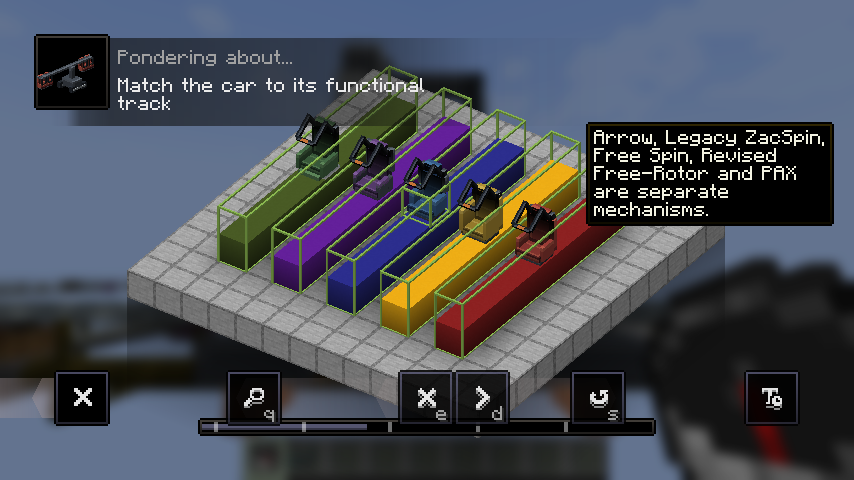 Pondering about...
Match the car to its functional
track
Arrow, Legacy ZacSpin,
Free Spin, Revised
Free-Rotor and PAX
are separate
mechanisms.
q
e
d
s